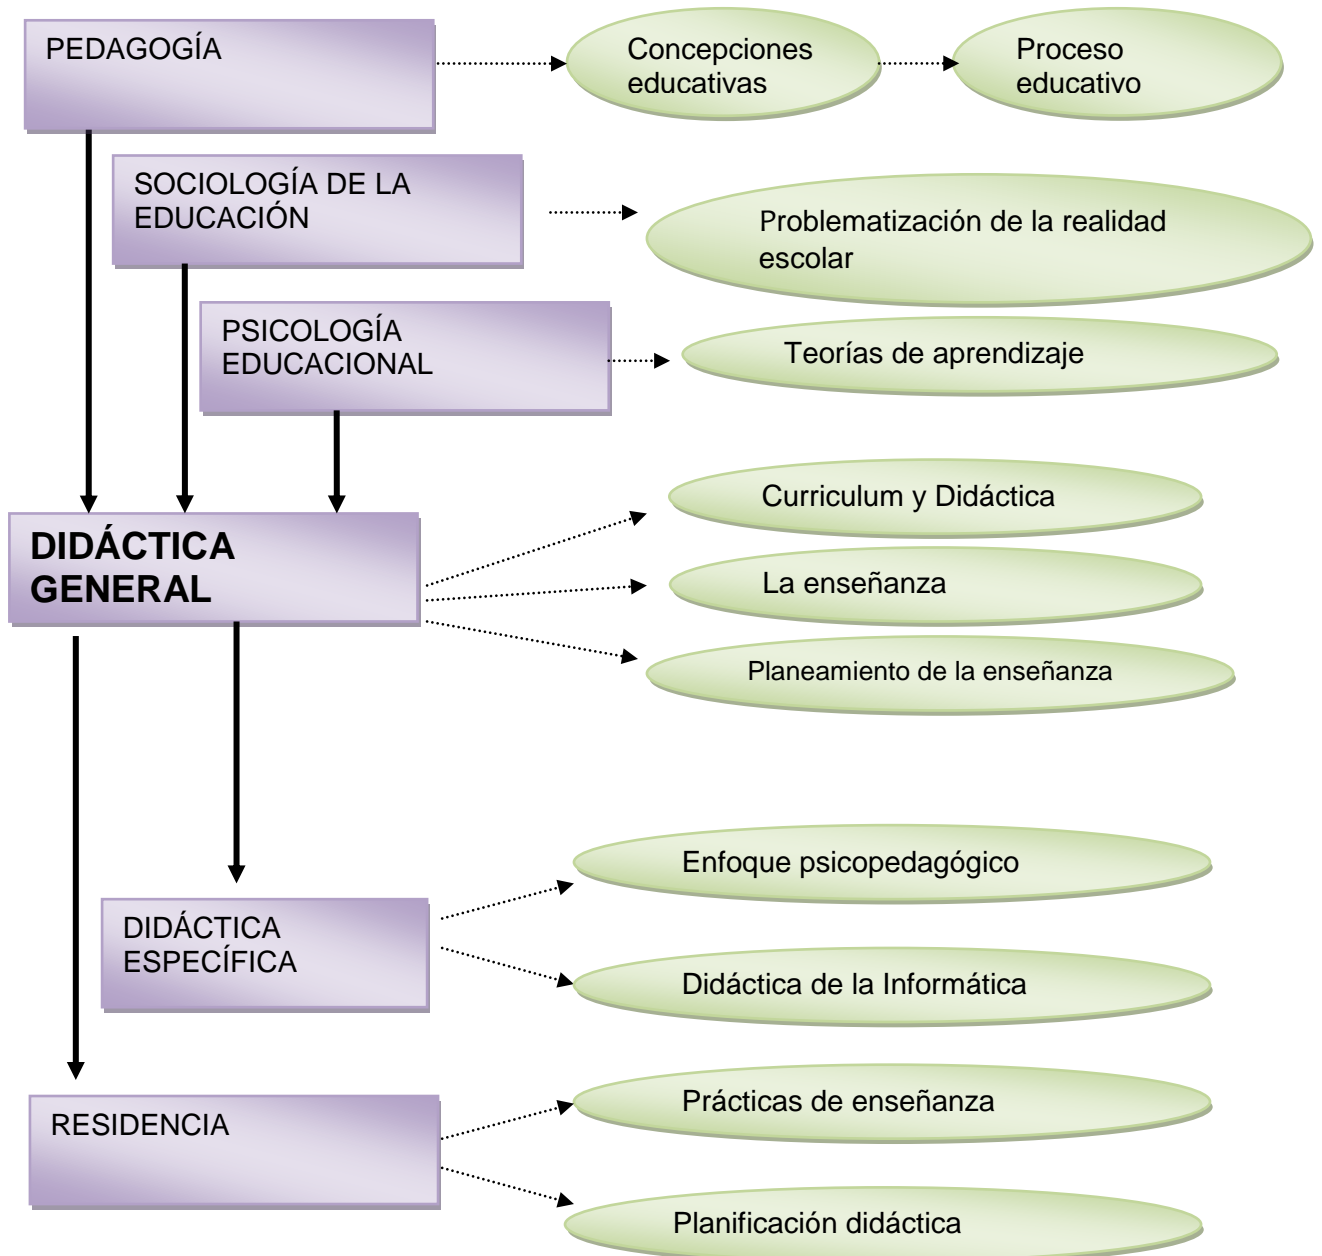 PEDAGOGÍA
Concepciones
educativas
Proceso
educativo
SOCIOLOGÍA DE LA
EDUCACIÓN
Problematización de la realidad
escolar
PSICOLOGÍA
EDUCACIONAL
Teorías de aprendizaje
DIDÁCTICA
GENERAL
Curriculum y Didáctica
La enseñanza
Planeamiento de la enseñanza
DIDÁCTICA
ESPECÍFICA
Enfoque psicopedagógico
Didáctica de la Informática
RESIDENCIA
Prácticas de enseñanza
Planificación didáctica